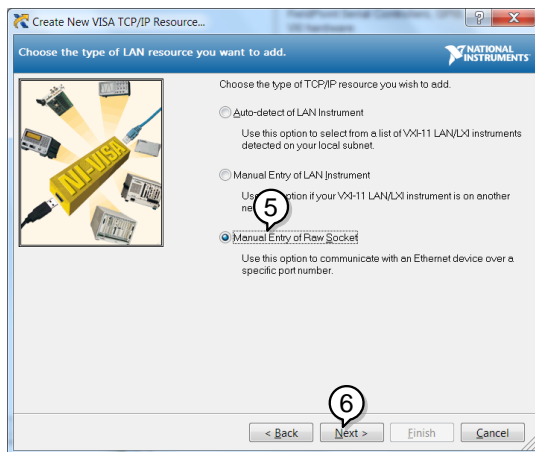 Create New VISA TCP/IP Resource...
Choose the type of LAN resource you want to add.
NATIONAL
INSTRUMENTS
NI-VISA
Choose the type of TCP/IP resource you wish to add.
Auto-detect of LAN Instrument
Use this option to select from a list of VXI-11 LAN/LXI instruments
detected on your local subnet.
Manual Entry of LAN Instrument
option if your VXI-11 LAN/LXI instrument is on another
5
Manual Entry of Raw Socket
Use this option to communicate with an Ethernet device over a
specific port number.
6
< Back Next > Finish Cancel